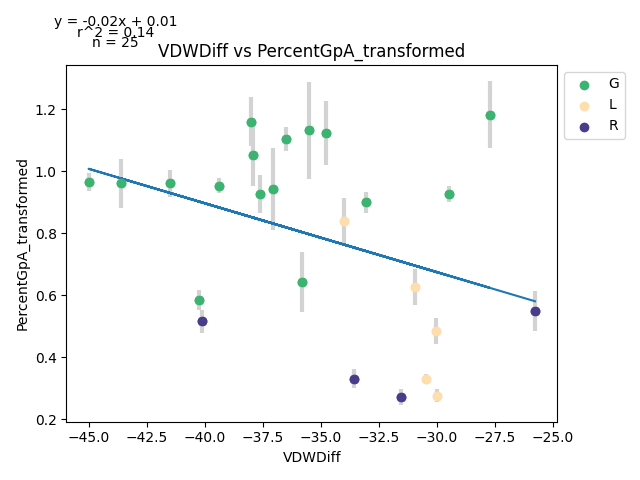 y = -0.02x + 0.01
r^2 = 0.14
n = 25
VDWDiff vs PercentGpA_transformed
G
L
R
PercentGpA_transformed
1.2
1.0
0.8
0.6
0.4
0.2
−45.0 −42.5 −40.0 −37.5 −35.0 −32.5 −30.0 −27.5 −25.0
VDWDiff